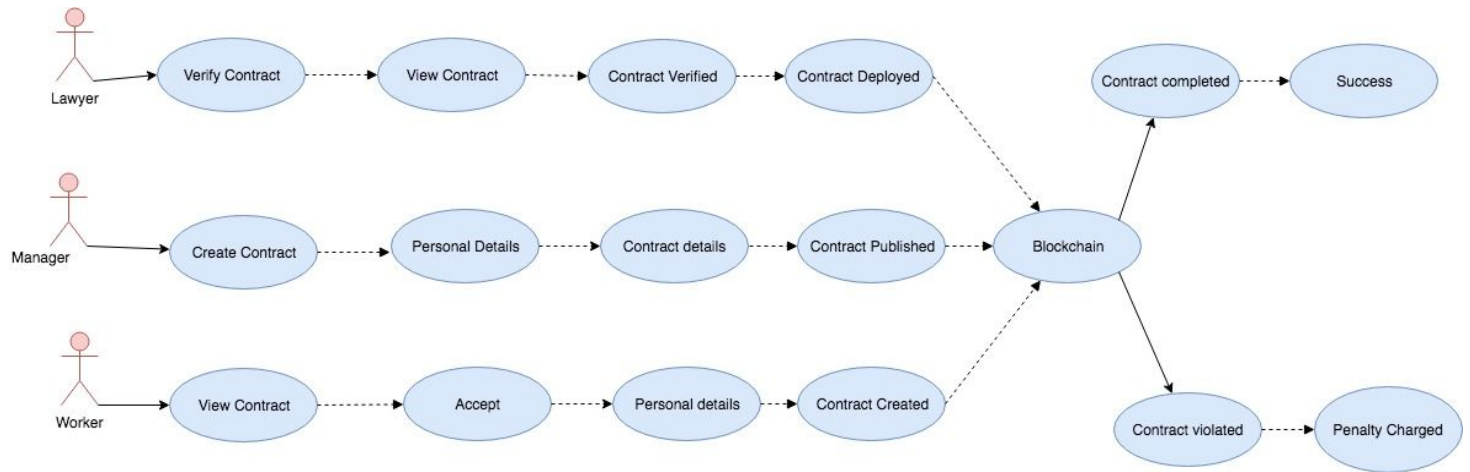 Lawyer
Verify Contract
View Contract
Contract Verified
Contract Deployed
Contract completed
Success
Manager
Create Contract
Personal Details
Contract details
Contract Published
Blockchain
Worker
View Contract
Accept
Personal details
Contract Created
Contract violated
Penalty Charged